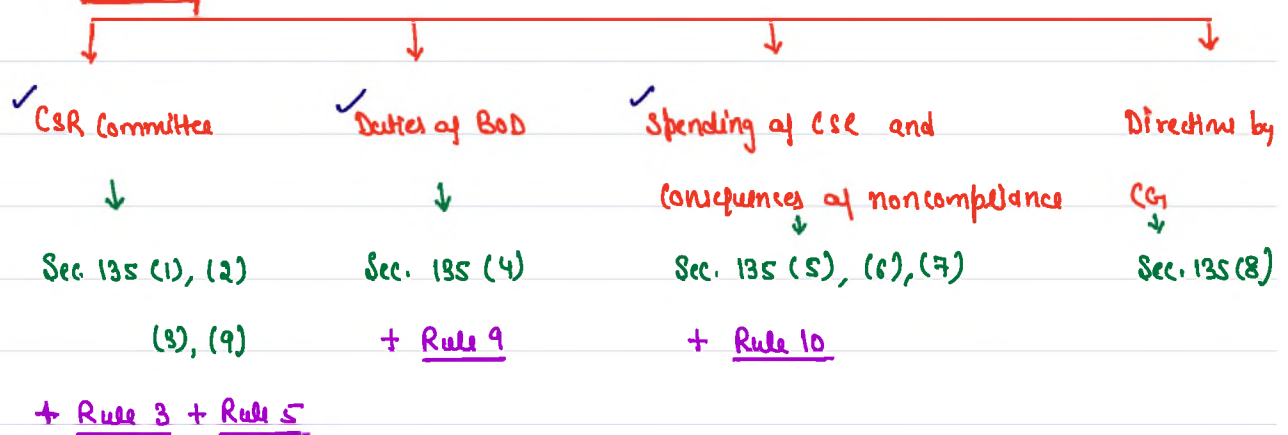 CSR Committee
Duties of BoD
Spending of CSR and
consequences of noncompliance
Directions by
CG
Sec. 135 (1), (2)
(3), (9)
+ Rule 3 + Rule 5
Sec. 135 (4)
+ Rule 9
Sec. 135 (5), (6), (7)
+ Rule 10
Sec. 135 (8)